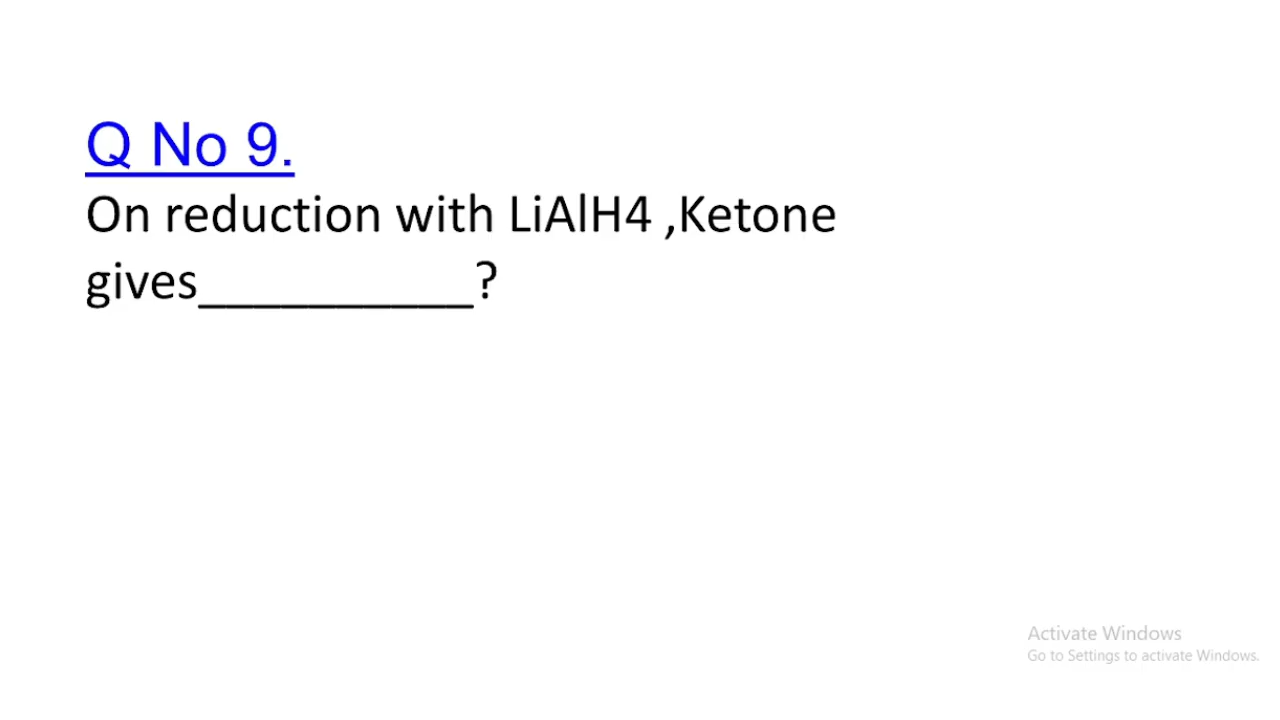 Q No 9.
On reduction with LiAlH4 ,Ketone
gives__________?
Activate Windows
Go to Settings to activate Windows.